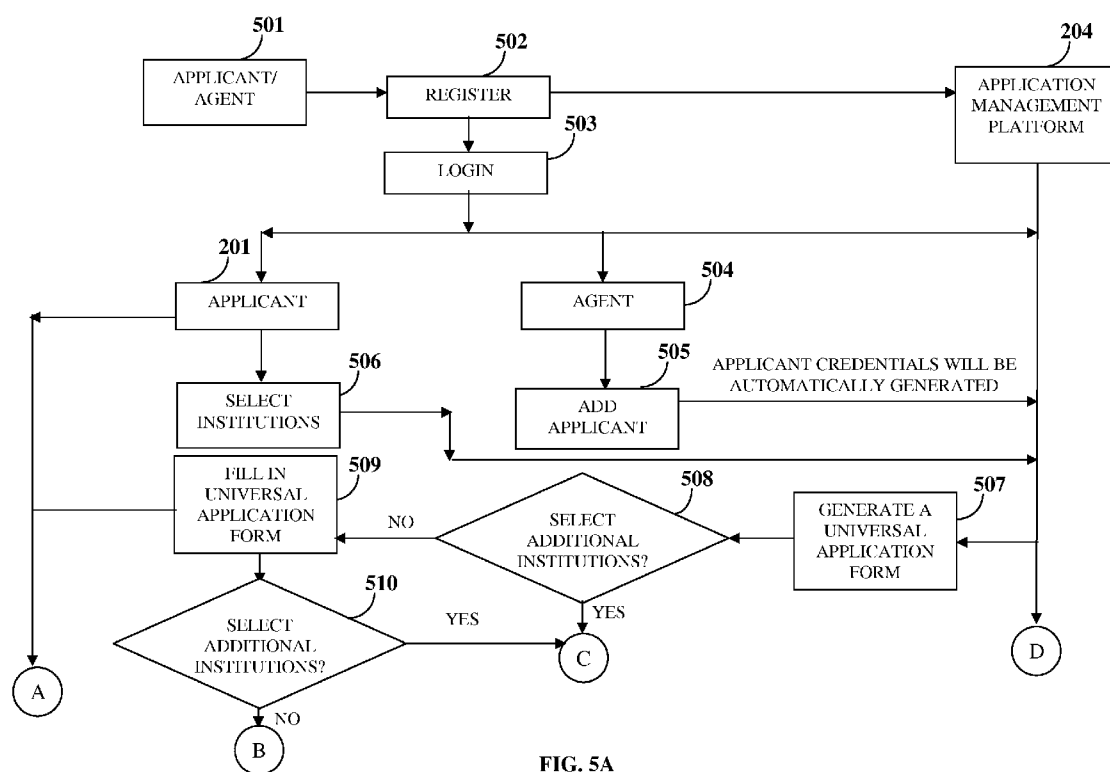 501
APPLICANT/
AGENT
502
REGISTER
204
APPLICATION
MANAGEMENT
PLATFORM
503
LOGIN
201
APPLICANT
504
AGENT
506
SELECT
INSTITUTIONS
505
ADD
APPLICANT
APPLICANT CREDENTIALS WILL BE
AUTOMATICALLY GENERATED
509
FILL IN
UNIVERSAL
APPLICATION
FORM
NO
508
SELECT
ADDITIONAL
INSTITUTIONS?
YES
507
GENERATE A
UNIVERSAL
APPLICATION
FORM
510
SELECT
ADDITIONAL
INSTITUTIONS?
YES
NO
A
B
C
D
FIG. 5A